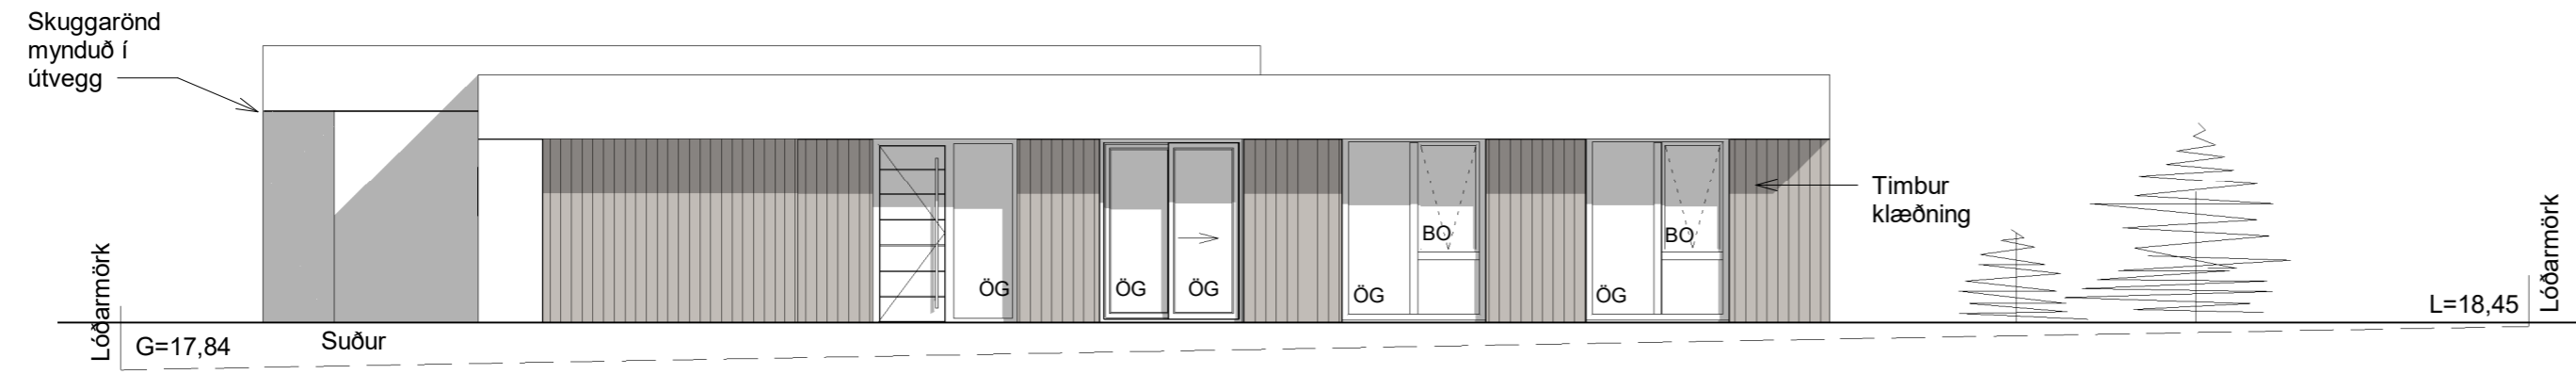 Skuggarönd
mynduð í
útvegg
Timbur
klæðning
BO
BO
ÖG
ÖG
ÖG
ÖG
ÖG
Lóðarmörk
G=17,84
Suður
L=18,45
Lóðarmörk